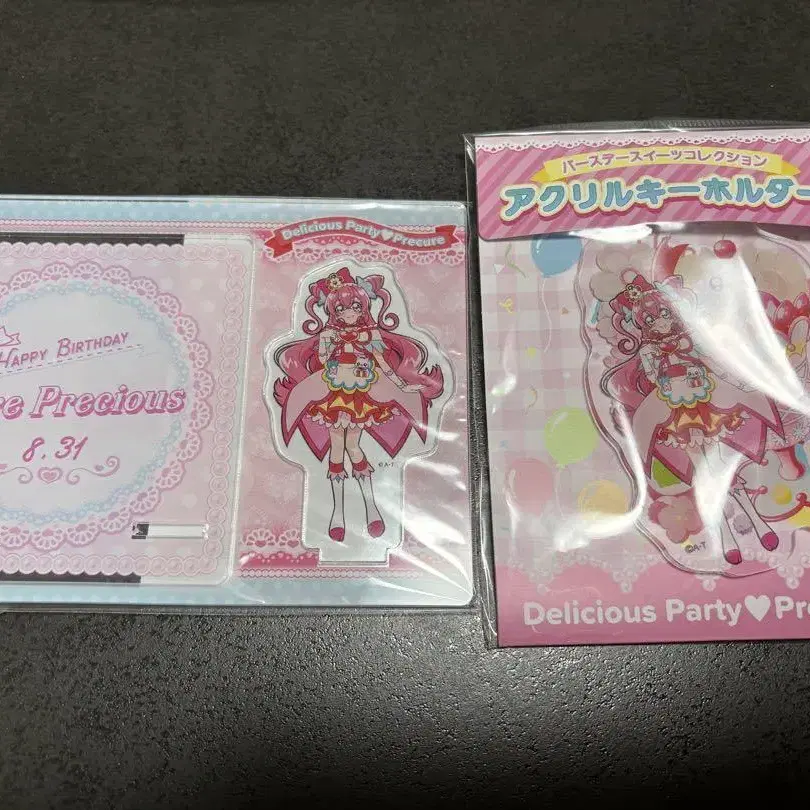 Delicious Party♥Precure
HAPPY BIRTHDAY
re Precious
8.31
©A-T
バースデースイーツコレクション
アクリルキーホルダー
©A-T
Delicious Party♥Pre